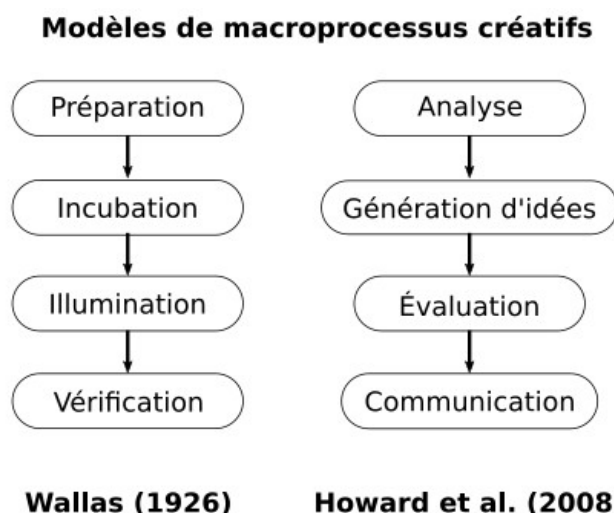 Modèles de macroprocessus créatifs
Préparation
Incubation
Illumination
Vérification
Wallas (1926)
Analyse
Génération d'idées
Évaluation
Communication
Howard et al. (2008